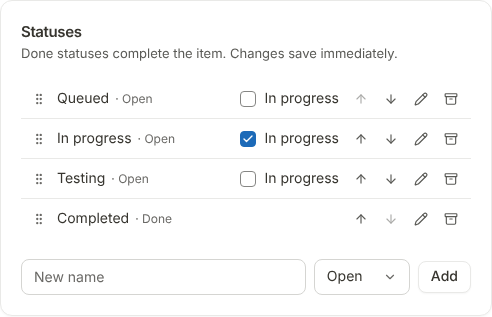 Statuses
Done statuses complete the item. Changes save immediately.
Queued · Open In progress
In progress · Open In progress
Testing · Open In progress
Completed · Done
New name Open Add